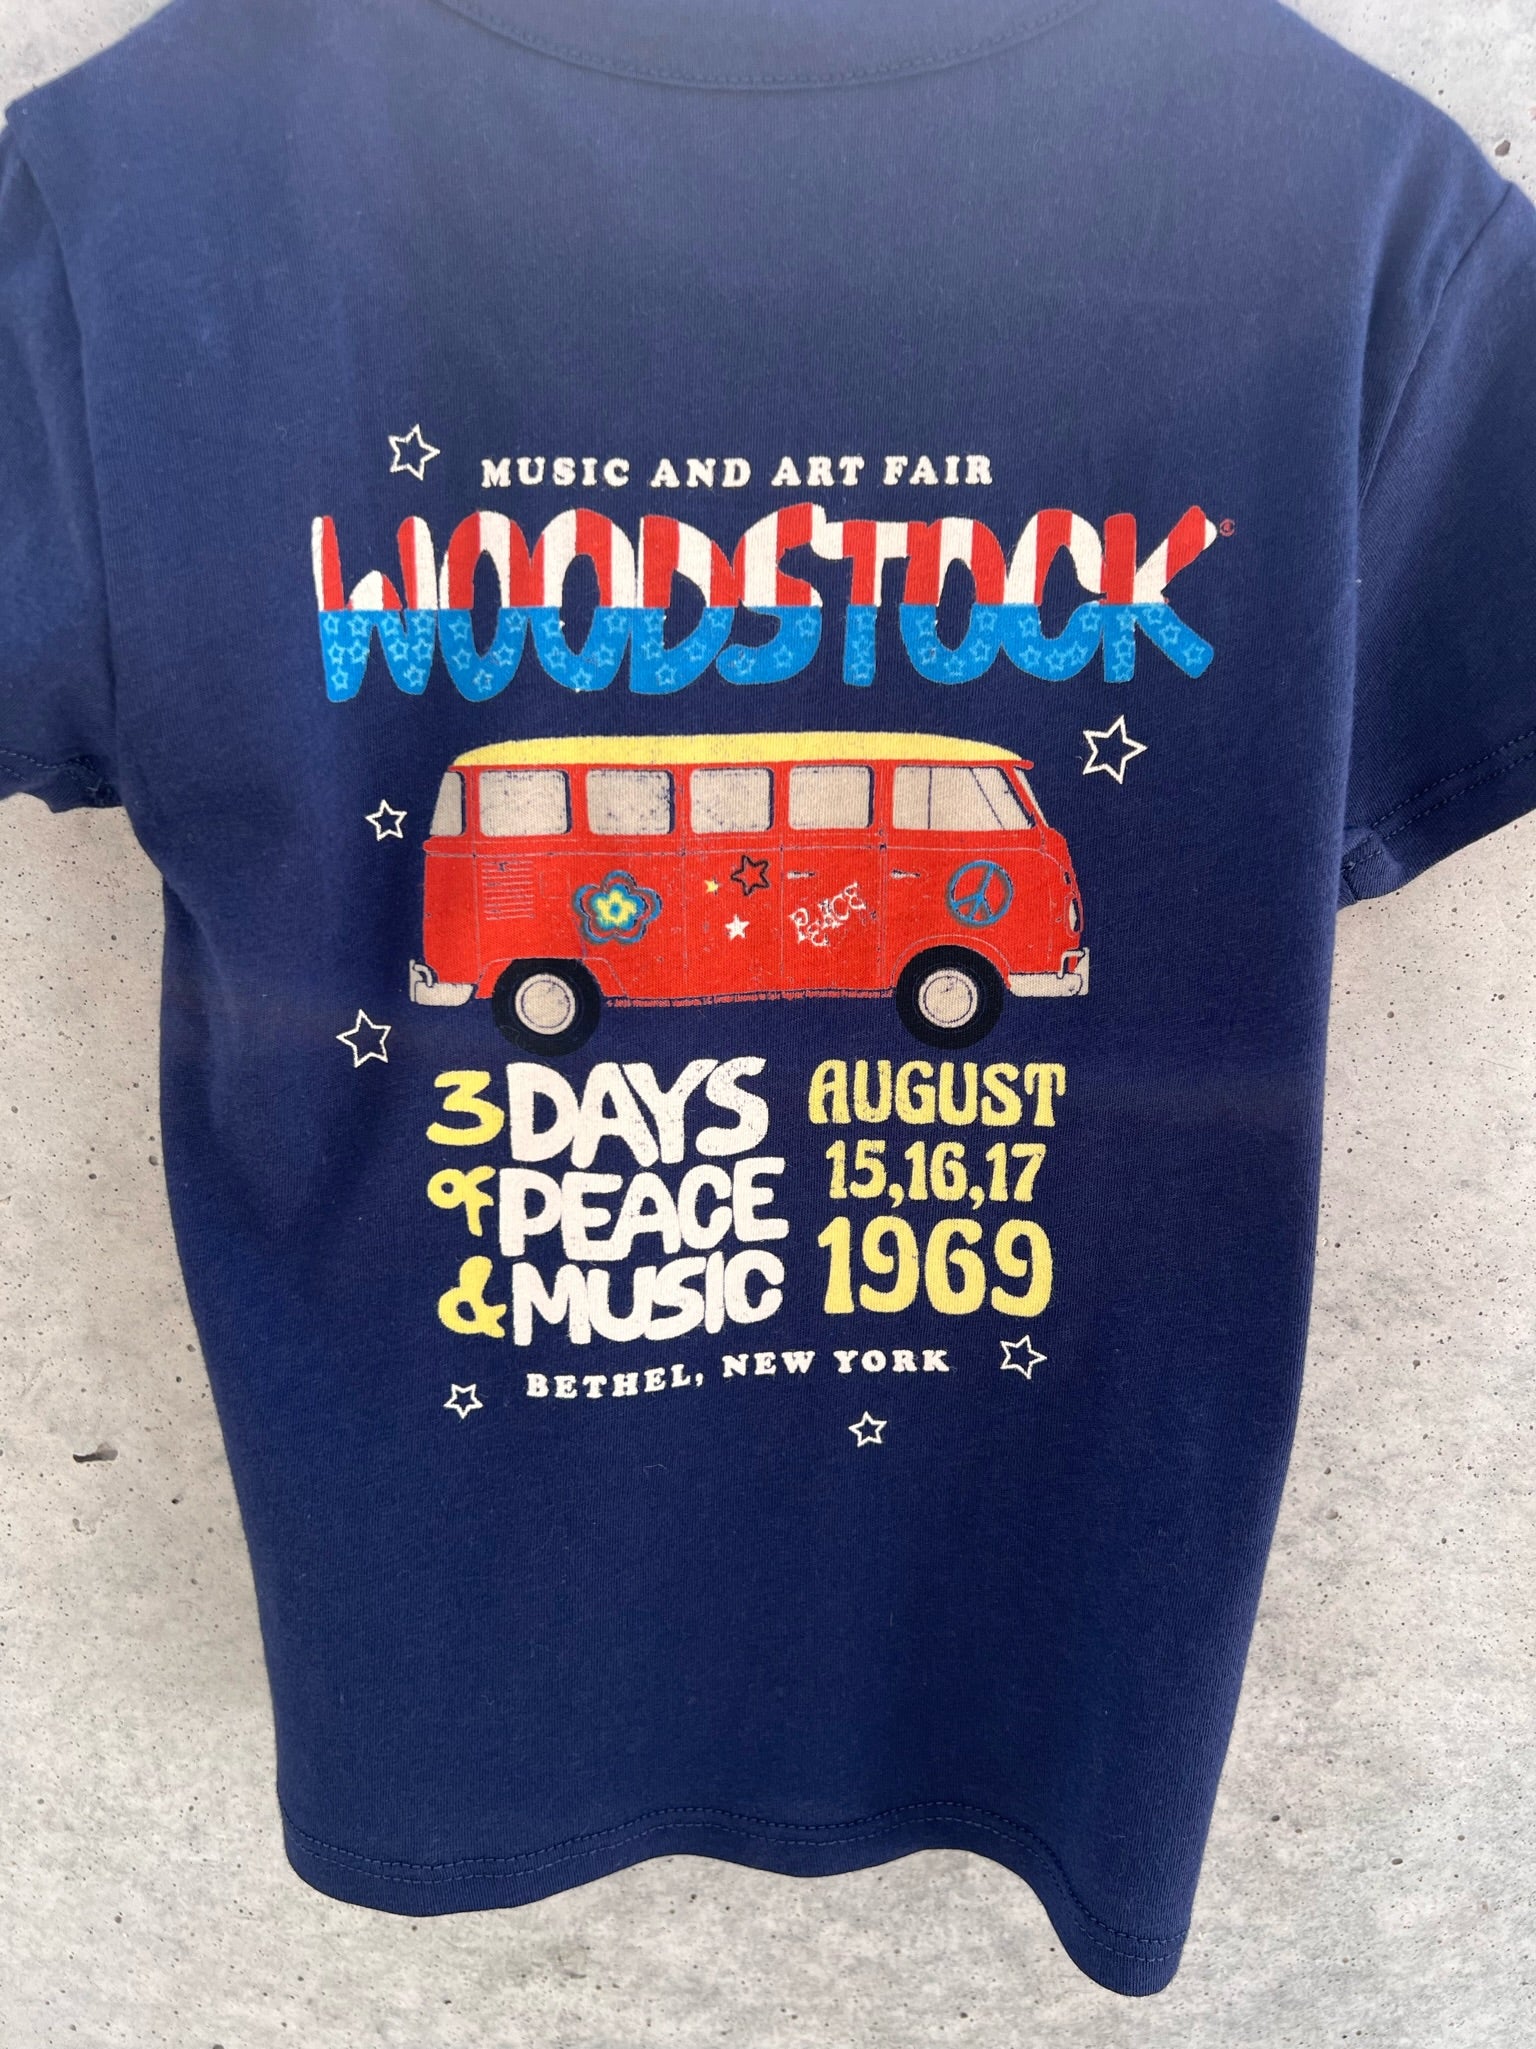 MUSIC AND ART FAIR
WOODSTOCK®
PEACE
3 DAYS
of PEACE
& MUSIC
AUGUST
15,16,17
1969
BETHEL, NEW YORK